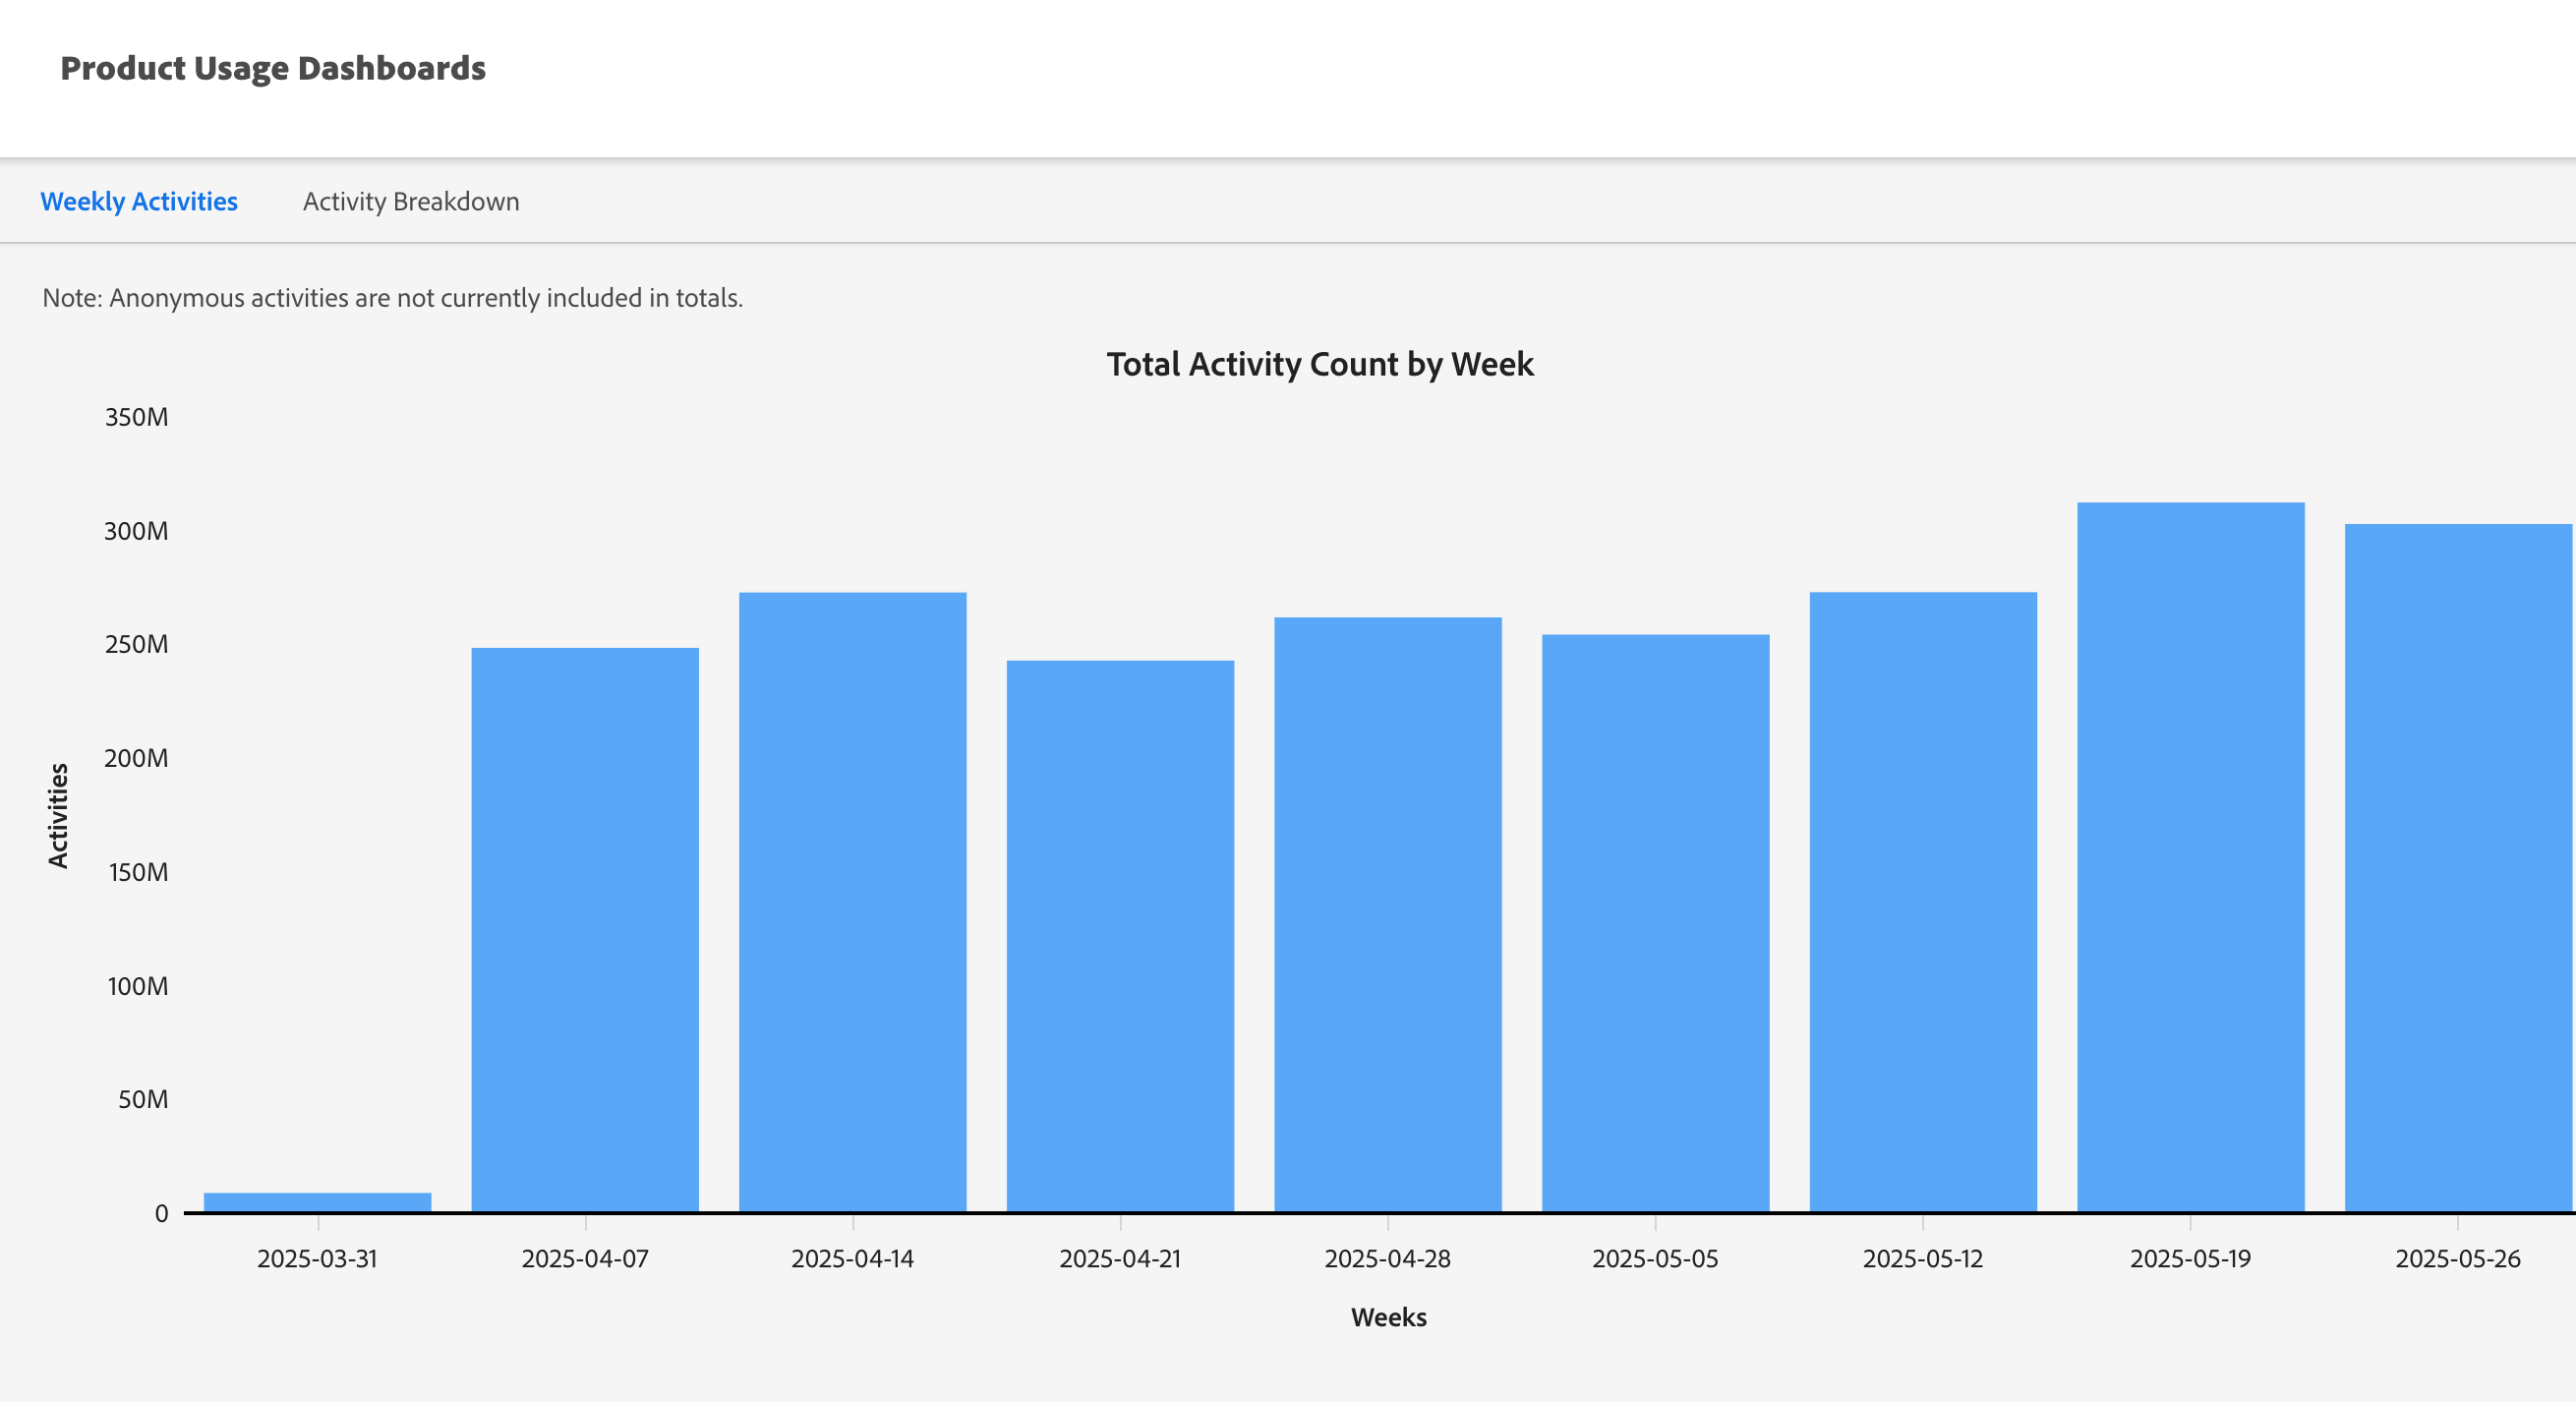 Product Usage Dashboards
Weekly Activities
Activity Breakdown
Note: Anonymous activities are not currently included in totals.
Total Activity Count by Week
350M
300M
250M
200M
150M
100M
50M
0
Activities
2025-03-31
2025-04-07
2025-04-14
2025-04-21
2025-04-28
2025-05-05
2025-05-12
2025-05-19
2025-05-26
Weeks